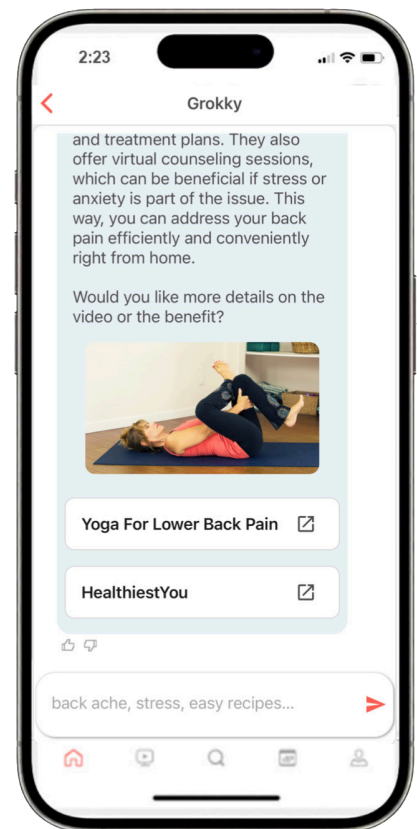 2:23
Grokky
and treatment plans. They also
offer virtual counseling sessions,
which can be beneficial if stress or
anxiety is part of the issue. This
way, you can address your back
pain efficiently and conveniently
right from home.
Would you like more details on the
video or the benefit?
Yoga For Lower Back Pain
HealthiestYou
back ache, stress, easy recipes...